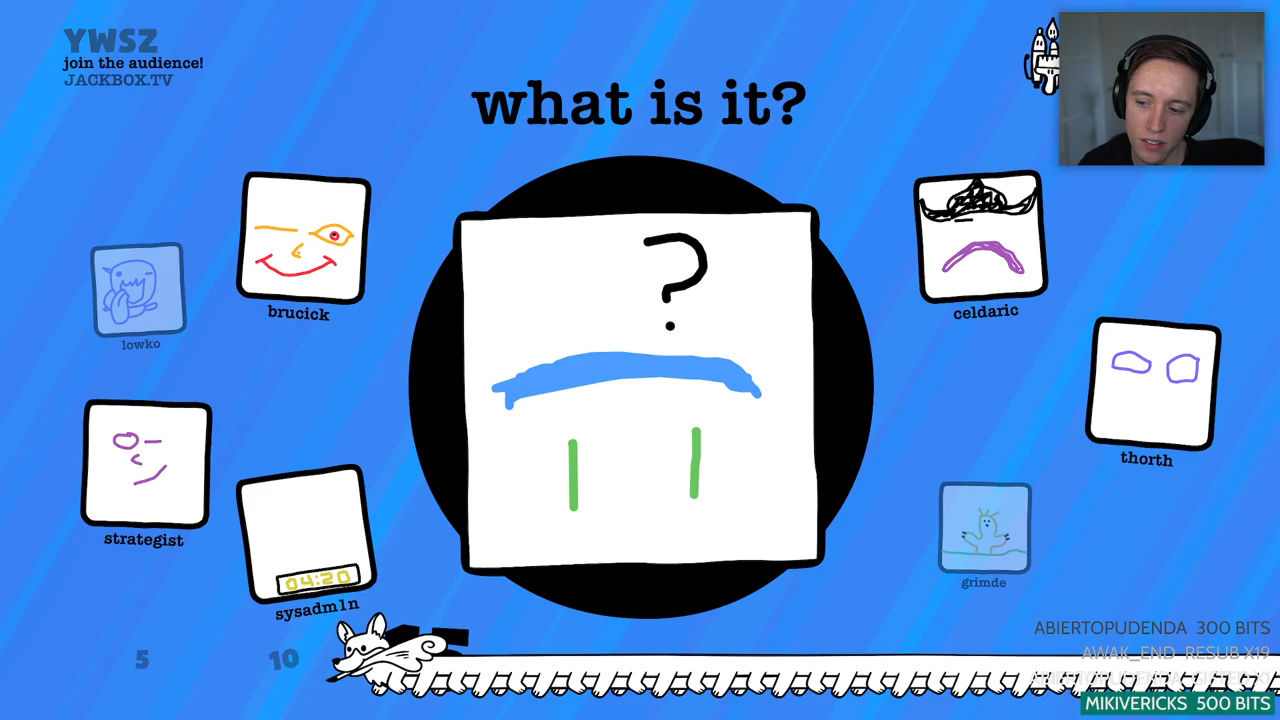 YWSZ
join the audience!
JACKBOX.TV
what is it?
?
brucick
celdaric
lowko
thorth
strategist
04:20
sysadm1n
grimde
5
10
ABIERTOPUDENDA 300 BITS
AWAK_END RESUB X19
MIKIVERICKS 500 BITS